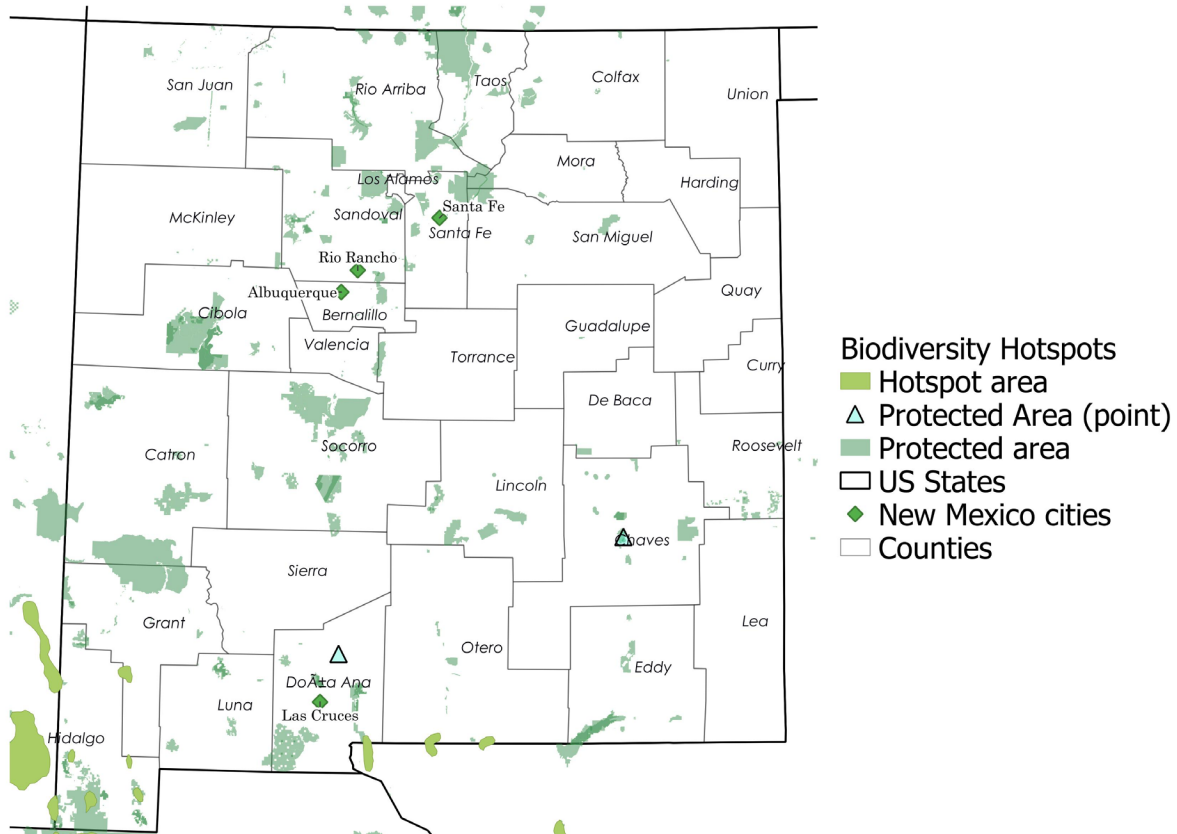 San Juan
Rio Arriba
Taos
Colfax
Union
Mora
Los Alamos
Harding
McKinley
Sandoval
Santa Fe
Santa Fe
San Miguel
Rio Rancho
Albuquerque
Quay
Cibola
Bernalillo
Guadalupe
Valencia
Torrance
Curry
De Baca
Catron
Socorro
Roosevelt
Lincoln
Chaves
Sierra
Grant
Lea
Otero
Eddy
DoÃ±a Ana
Luna
Las Cruces
Hidalgo
Biodiversity Hotspots
Hotspot area
Protected Area (point)
Protected area
US States
New Mexico cities
Counties